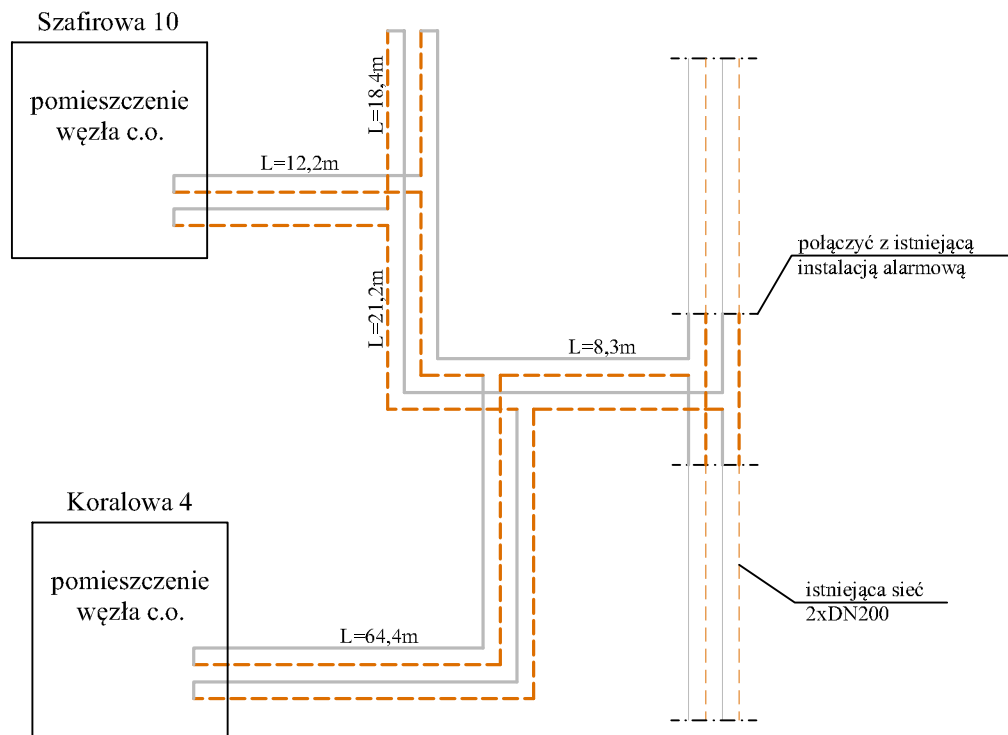 Szafirowa 10
pomieszczenie
węzła c.o.
L=12,2m
L=18,4m
L=21,2m
L=8,3m
połączyć z istniejącą
instalacją alarmową
Koralowa 4
pomieszczenie
węzła c.o.
L=64,4m
istniejąca sieć
2xDN200